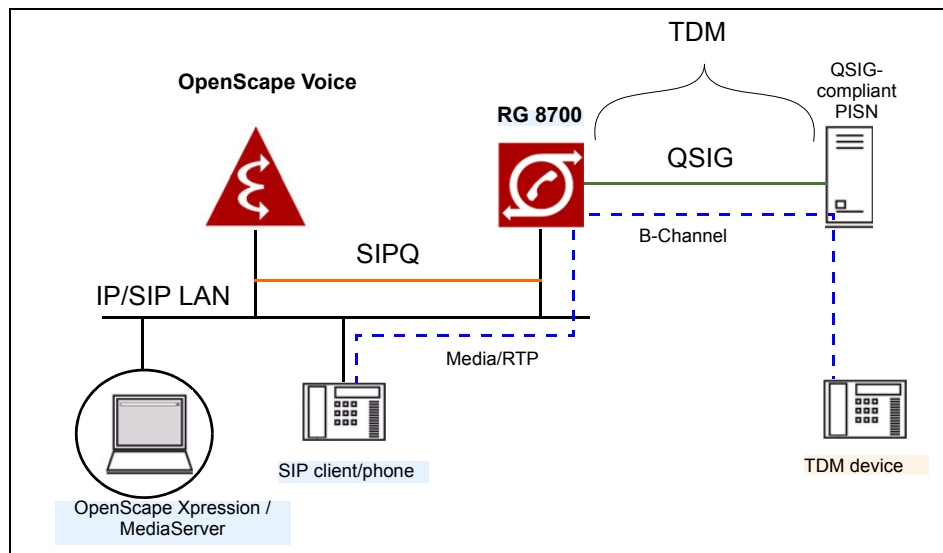 TDM
OpenScape Voice
QSIG-
compliant
PISN
RG 8700
QSIG
B-Channel
SIPQ
IP/SIP LAN
Media/RTP
SIP client/phone
TDM device
OpenScape Xpression /
MediaServer